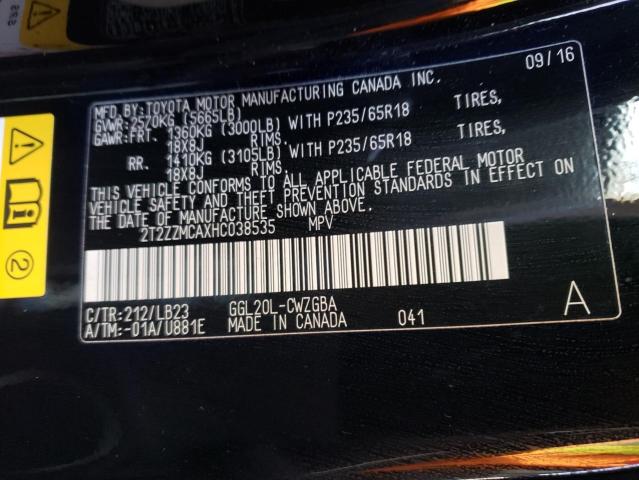 MFD.BY:TOYOTA MOTOR MANUFACTURING CANADA INC. 09/16
GVWR:2570KG (5665LB)
GAWR:FRT. 1360KG (3000LB) WITH P235/65R18 TIRES,
18X8J RIMS.
RR. 1410KG (3105LB) WITH P235/65R18 TIRES,
18X8J RIMS.
THIS VEHICLE CONFORMS TO ALL APPLICABLE FEDERAL MOTOR
VEHICLE SAFETY AND THEFT PREVENTION STANDARDS IN EFFECT ON
THE DATE OF MANUFACTURE SHOWN ABOVE.
2T2ZZMCAXHC038535 MPV
C/TR:212/LB23 GGL20L-CWZGBA
A/TM:-01A/U881E MADE IN CANADA 041 A
2